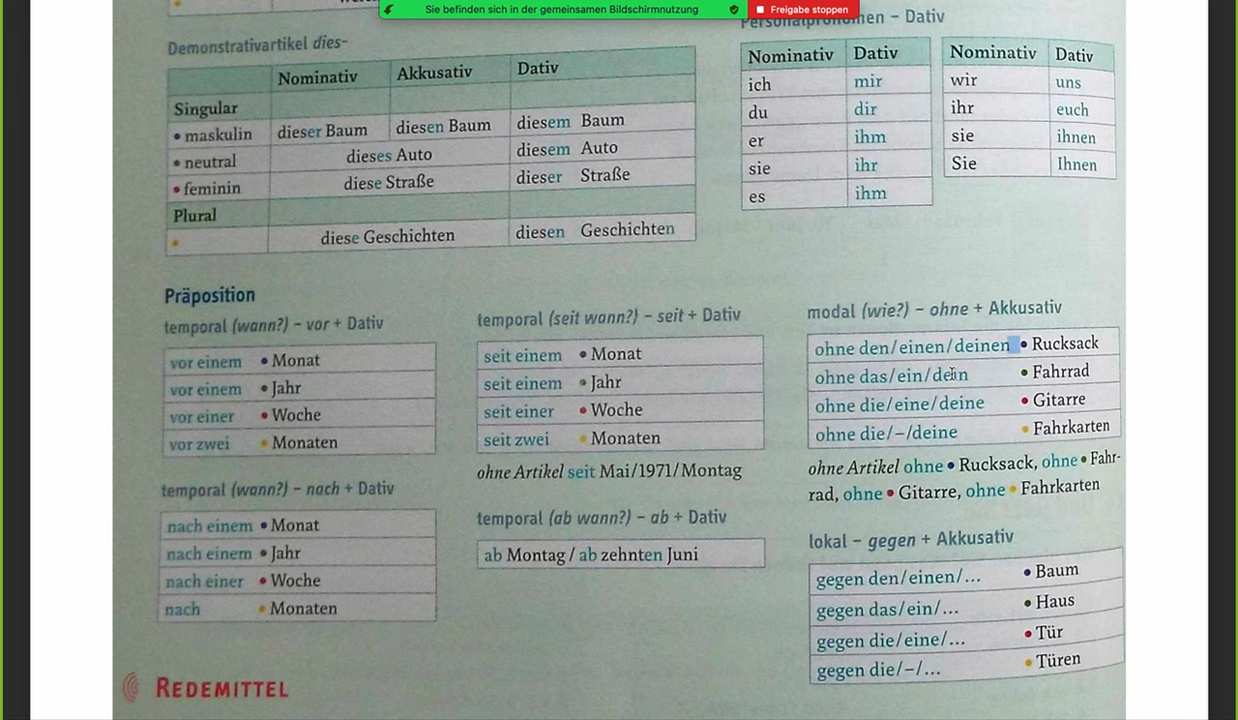 Sie befinden sich in der gemeinsamen Bildschirmnutzung
Freigabe stoppen
Demonstrativartikel dies-
Nominativ Akkusativ Dativ
Singular
• maskulin dieser Baum diesen Baum diesem Baum
• neutral dieses Auto diesem Auto
• feminin diese Straße dieser Straße
Plural
• diese Geschichten diesen Geschichten
Personalpronomen – Dativ
Nominativ Dativ
ich mir
du dir
er ihm
sie ihr
es ihm
Nominativ Dativ
wir uns
ihr euch
sie ihnen
Sie Ihnen
Präposition
temporal (wann?) – vor + Dativ
vor einem • Monat
vor einem • Jahr
vor einer • Woche
vor zwei • Monaten
temporal (wann?) – nach + Dativ
nach einem • Monat
nach einem • Jahr
nach einer • Woche
nach • Monaten
temporal (seit wann?) – seit + Dativ
seit einem • Monat
seit einem • Jahr
seit einer • Woche
seit zwei • Monaten
ohne Artikel seit Mai/1971/Montag
temporal (ab wann?) – ab + Dativ
ab Montag / ab zehnten Juni
modal (wie?) – ohne + Akkusativ
ohne den/einen/deinen • Rucksack
ohne das/ein/dein • Fahrrad
ohne die/eine/deine • Gitarre
ohne die/–/deine • Fahrkarten
ohne Artikel ohne • Rucksack, ohne • Fahr-
rad, ohne • Gitarre, ohne • Fahrkarten
lokal – gegen + Akkusativ
gegen den/einen/... • Baum
gegen das/ein/... • Haus
gegen die/eine/... • Tür
gegen die/–/... • Türen
REDEMITTEL